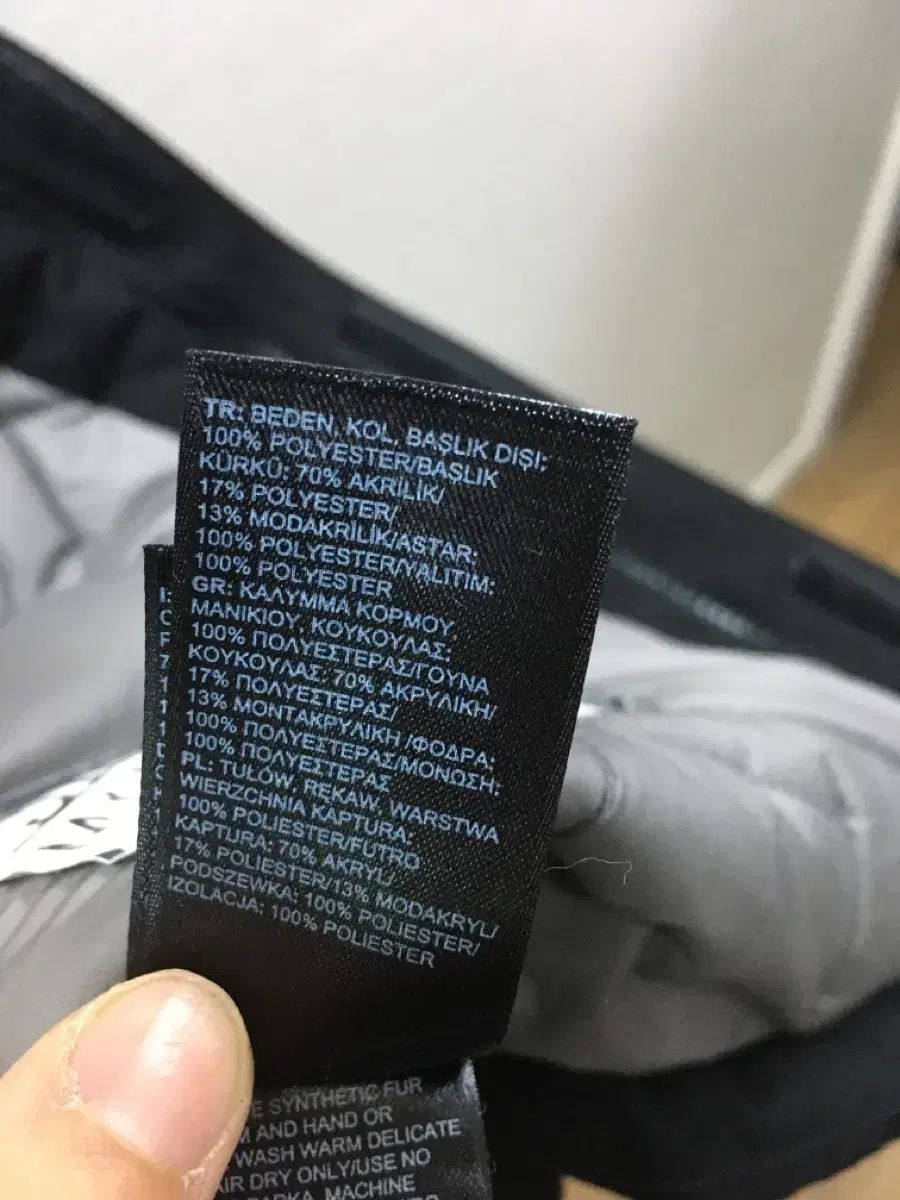 TR: BEDEN, KOL, BAŞLIK DIŞI:
100% POLYESTER/BAŞLIK
KÜRKÜ: 70% AKRİLİK/
17% POLYESTER/
13% MODAKRİLİK/ASTAR:
100% POLYESTER/YALITIM:
100% POLYESTER
GR: ΚΑΛΥΜΜΑ ΚΟΡΜΟΥ,
ΜΑΝΙΚΙΟΥ, ΚΟΥΚΟΥΛΑΣ:
100% ΠΟΛΥΕΣΤΕΡΑΣ/ΓΟΥΝΑ
ΚΟΥΚΟΥΛΑΣ: 70% ΑΚΡΥΛΙΚΗ/
17% ΠΟΛΥΕΣΤΕΡΑΣ/
13% ΜΟΝΤΑΚΡΥΛΙΚΗ /ΦΟΔΡΑ:
100% ΠΟΛΥΕΣΤΕΡΑΣ/ΜΟΝΩΣΗ:
100% ΠΟΛΥΕΣΤΕΡΑΣ
PL: TUŁÓW, RĘKAW, WARSTWA
WIERZCHNIA KAPTURA:
100% POLIESTER/FUTRO
KAPTURA: 70% AKRYL/
17% POLIESTER/13% MODAKRYL/
PODSZEWKA: 100% POLIESTER/
IZOLACJA: 100% POLIESTER
SYNTHETIC FUR
AND HAND OR
WASH WARM DELICATE
DRY ONLY/USE NO
PARKA, MACHINE